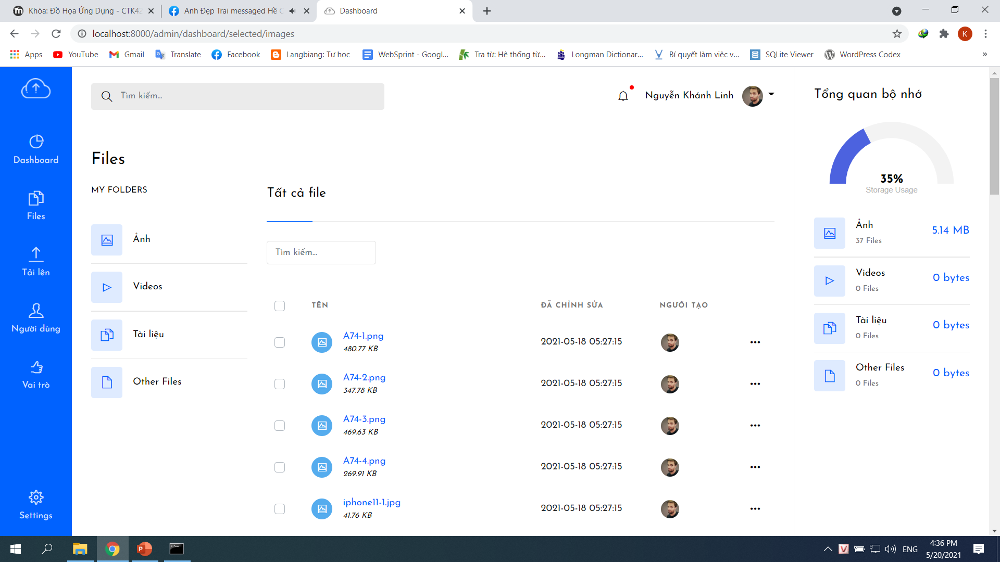 Khóa: Đồ Họa Ứng Dụng - CTK42
Anh Đẹp Trai messaged Hề C
Dashboard
localhost:8000/admin/dashboard/selected/images
K
Apps
YouTube
Gmail
Translate
Facebook
Langbiang: Tự học
WebSprint - Googl...
Tra từ: Hệ thống từ...
Longman Dictionar...
Bí quyết làm việc v...
SQLite Viewer
WordPress Codex
»
Dashboard
Files
Tải lên
Người dùng
Vai trò
Settings
Tìm kiếm...
Nguyễn Khánh Linh
Files
MY FOLDERS
Ảnh
Videos
Tài liệu
Other Files
Tất cả file
Tìm kiếm...
TÊN ĐÃ CHỈNH SỬA NGƯỜI TẠO
A74-1.png
480.77 KB
2021-05-18 05:27:15
A74-2.png
347.78 KB
2021-05-18 05:27:15
A74-3.png
469.63 KB
2021-05-18 05:27:15
A74-4.png
269.91 KB
2021-05-18 05:27:15
iphone11-1.jpg
41.76 KB
2021-05-18 05:27:15
Tổng quan bộ nhớ
35%
Storage Usage
Ảnh
37 Files
5.14 MB
Videos
0 Files
0 bytes
Tài liệu
0 Files
0 bytes
Other Files
0 Files
0 bytes
ENG
4:36 PM
5/20/2021